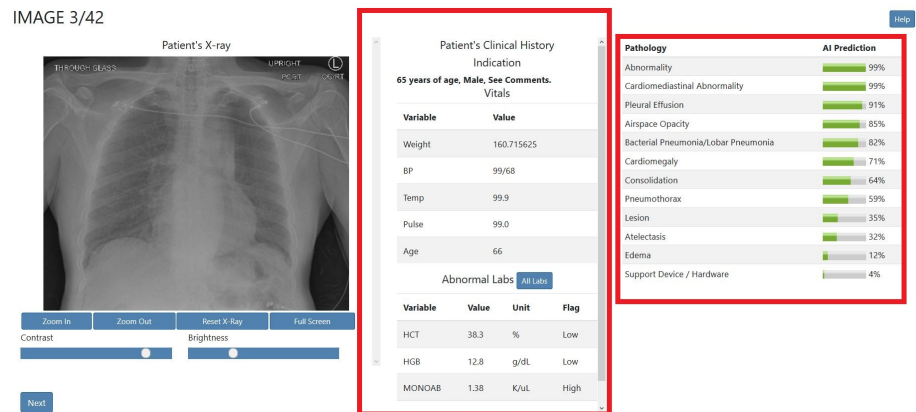 IMAGE 3/42
Help
Patient's X-ray
THROUGH GLASS
UPRIGHT
L
PORT
Zoom In
Zoom Out
Reset X-Ray
Full Screen
Contrast
Brightness
Next
Patient's Clinical History
Indication
65 years of age, Male, See Comments.
Vitals
Variable Value
Weight 160.715625
BP 99/68
Temp 99.9
Pulse 99.0
Age 66
Abnormal Labs All Labs
Variable Value Unit Flag
HCT 38.3 % Low
HGB 12.8 g/dL Low
MONOAB 1.38 K/uL High
Pathology AI Prediction
Abnormality 99%
Cardiomediastinal Abnormality 99%
Pleural Effusion 91%
Airspace Opacity 85%
Bacterial Pneumonia/Lobar Pneumonia 82%
Cardiomegaly 71%
Consolidation 64%
Pneumothorax 59%
Lesion 35%
Atelectasis 32%
Edema 12%
Support Device / Hardware 4%